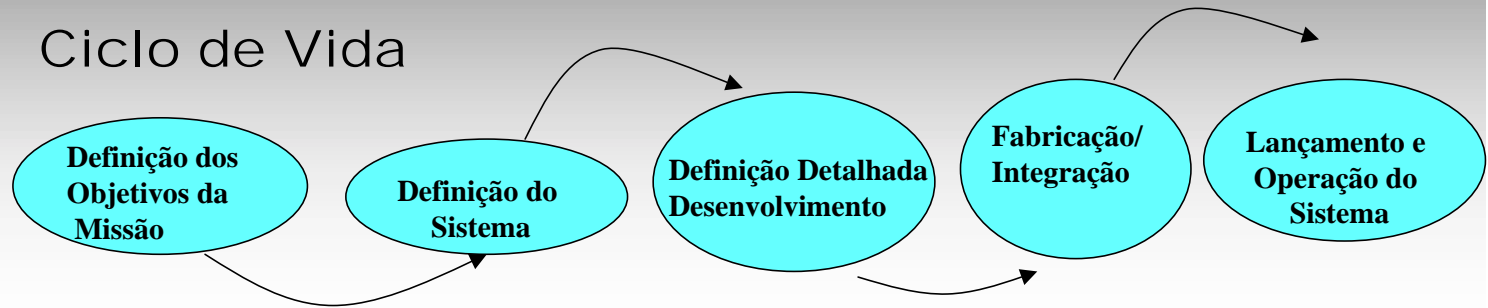 Ciclo de Vida
Definição dos
Objetivos da
Missão
Definição do
Sistema
Definição Detalhada
Desenvolvimento
Fabricação/
Integração
Lançamento e
Operação do
Sistema